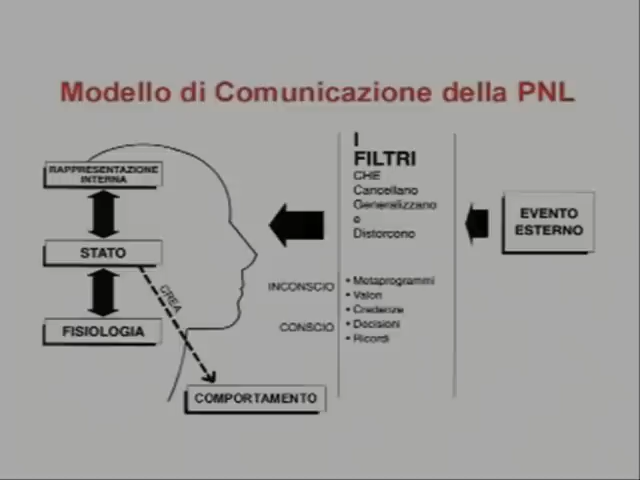 Modello di Comunicazione della PNL
RAPPRESENTAZIONE
INTERNA
STATO
FISIOLOGIA
CREA
COMPORTAMENTO
I
FILTRI
CHE
Cancellano
Generalizzano
e
Distorcono
INCONSCIO
CONSCIO
• Metaprogrammi
• Valori
• Credenze
• Decisioni
• Ricordi
EVENTO
ESTERNO